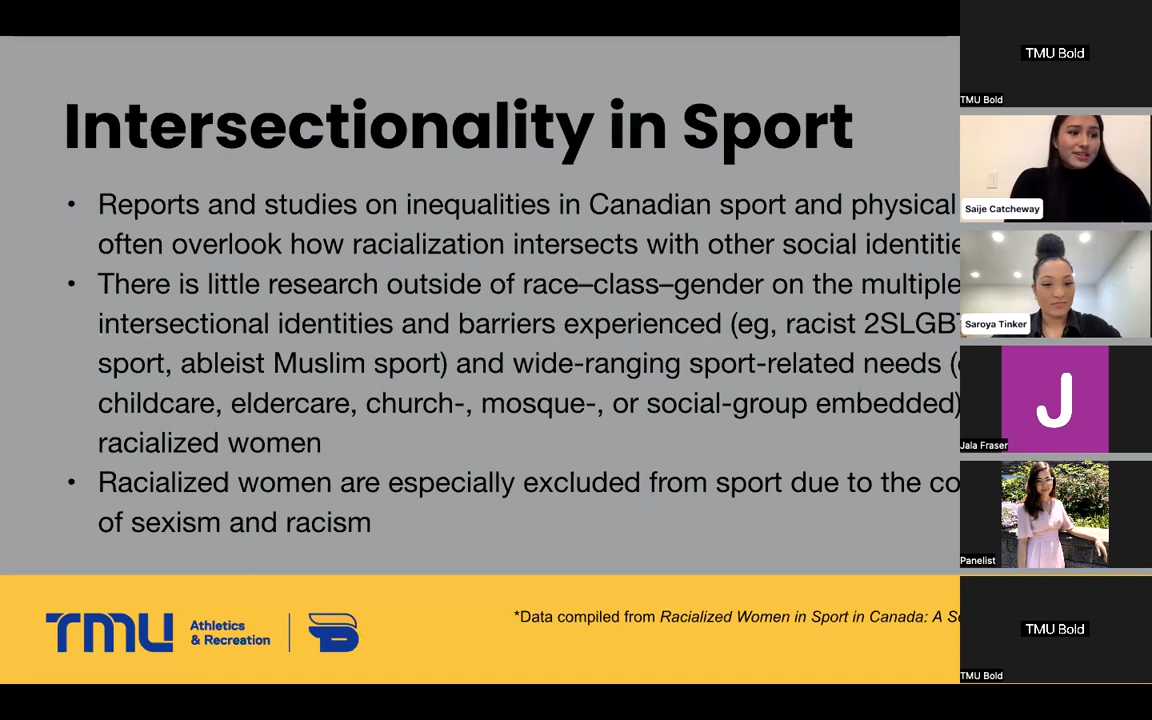 Intersectionality in Sport
• Reports and studies on inequalities in Canadian sport and physical
often overlook how racialization intersects with other social identitie
• There is little research outside of race–class–gender on the multiple
intersectional identities and barriers experienced (eg, racist 2SLGB
sport, ableist Muslim sport) and wide-ranging sport-related needs (
childcare, eldercare, church-, mosque-, or social-group embedded)
racialized women
• Racialized women are especially excluded from sport due to the co
of sexism and racism
TMU Athletics
& Recreation
*Data compiled from Racialized Women in Sport in Canada: A S
TMU Bold
TMU Bold
Saije Catcheway
Saroya Tinker
J
Jala Fraser
Panelist
TMU Bold
TMU Bold